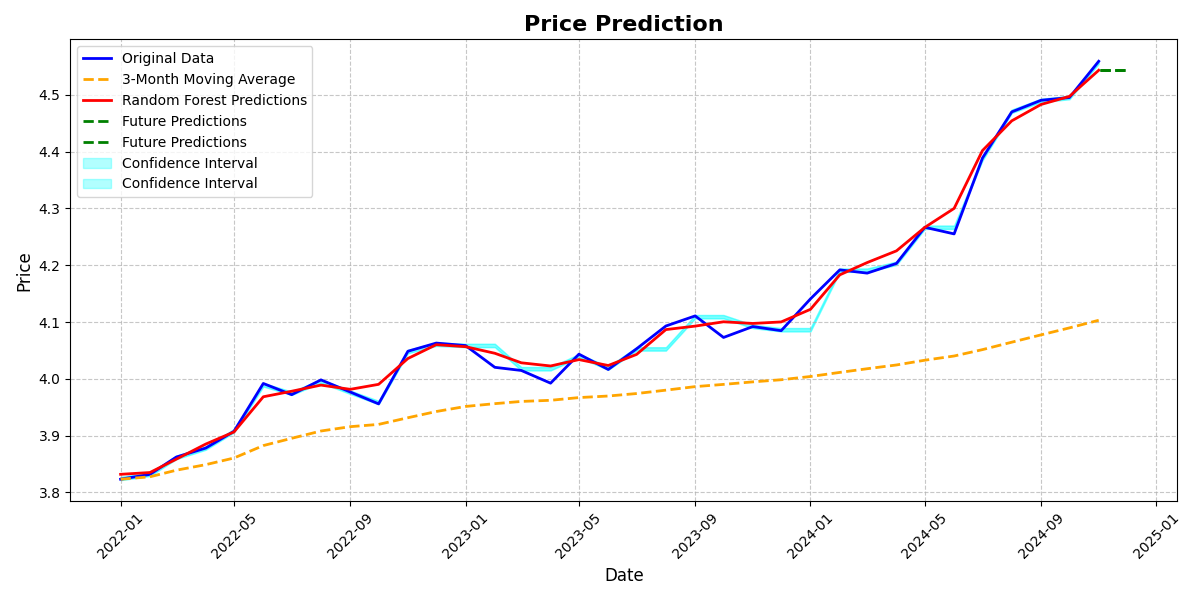 Price Prediction
Original Data
3-Month Moving Average
Random Forest Predictions
Future Predictions
Future Predictions
Confidence Interval
Confidence Interval
4.5
4.4
4.3
4.2
4.1
4.0
3.9
3.8
Price
2022-01
2022-05
2022-09
2023-01
2023-05
2023-09
2024-01
2024-05
2024-09
2025-01
Date